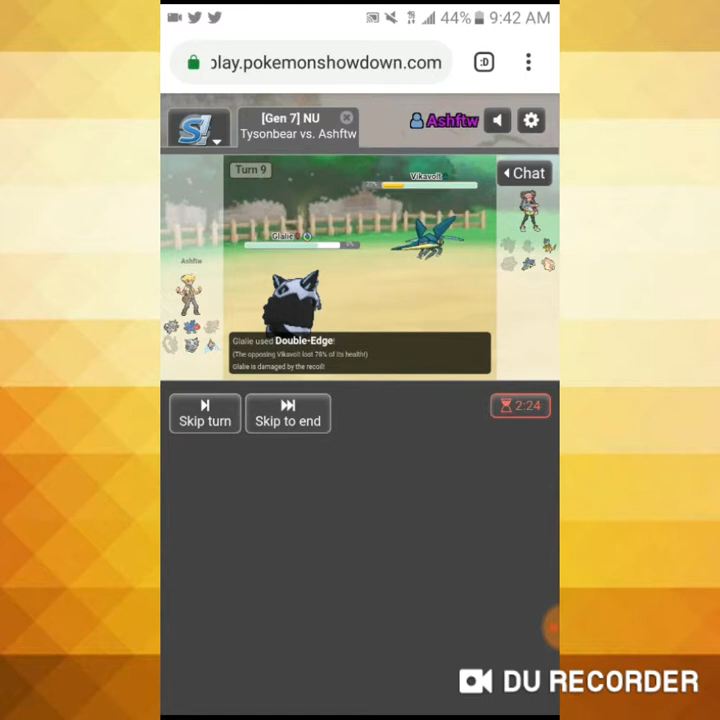 44% 9:42 AM
play.pokemonshowdown.com
:D
[Gen 7] NU
Tysonbear vs. Ashftw
Ashftw
Turn 9
Vikavolt
Chat
Glalie
Ashftw
Glalie used Double-Edge!
(The opposing Vikavolt lost 78% of its health!)
Glalie is damaged by the recoil!
Skip turn
Skip to end
2:24
DU RECORDER